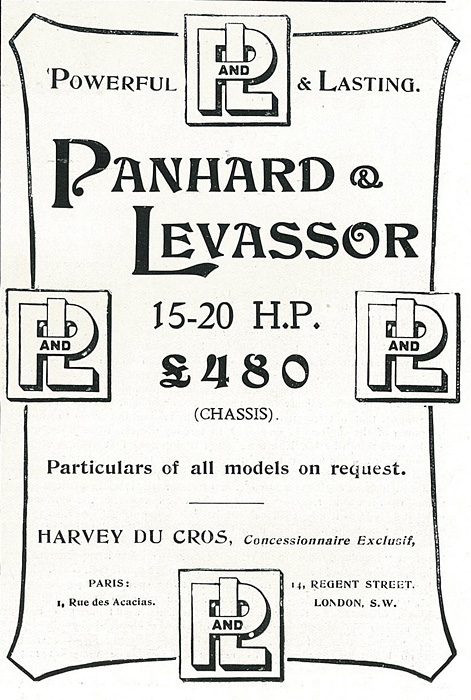 POWERFUL & LASTING.
P AND L
PANHARD &
LEVASSOR
15-20 H.P.
£480
(CHASSIS).
P AND L
P AND L
Particulars of all models on request.
HARVEY DU CROS, Concessionnaire Exclusif,
PARIS:
1, Rue des Acacias.
P AND L
14, REGENT STREET.
LONDON, S.W.